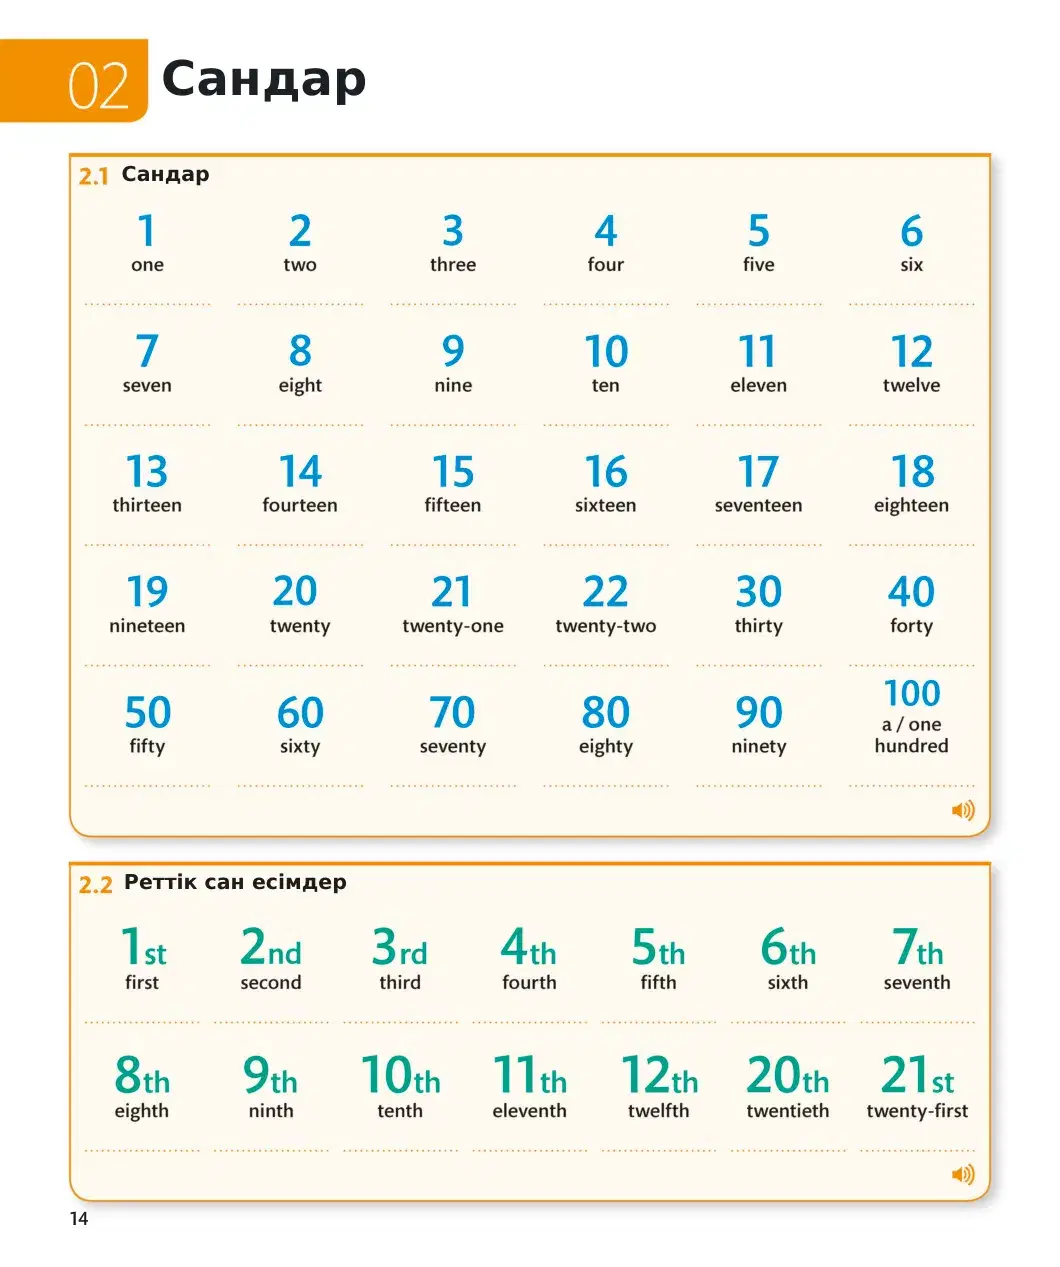 02 Сандар
2.1 Сандар
1 2 3 4 5 6
one two three four five six
7 8 9 10 11 12
seven eight nine ten eleven twelve
13 14 15 16 17 18
thirteen fourteen fifteen sixteen seventeen eighteen
19 20 21 22 30 40
nineteen twenty twenty-one twenty-two thirty forty
50 60 70 80 90 100
fifty sixty seventy eighty ninety a / one
hundred
2.2 Реттік сан есімдер
1st 2nd 3rd 4th 5th 6th 7th
first second third fourth fifth sixth seventh
8th 9th 10th 11th 12th 20th 21st
eighth ninth tenth eleventh twelfth twentieth twenty-first
14